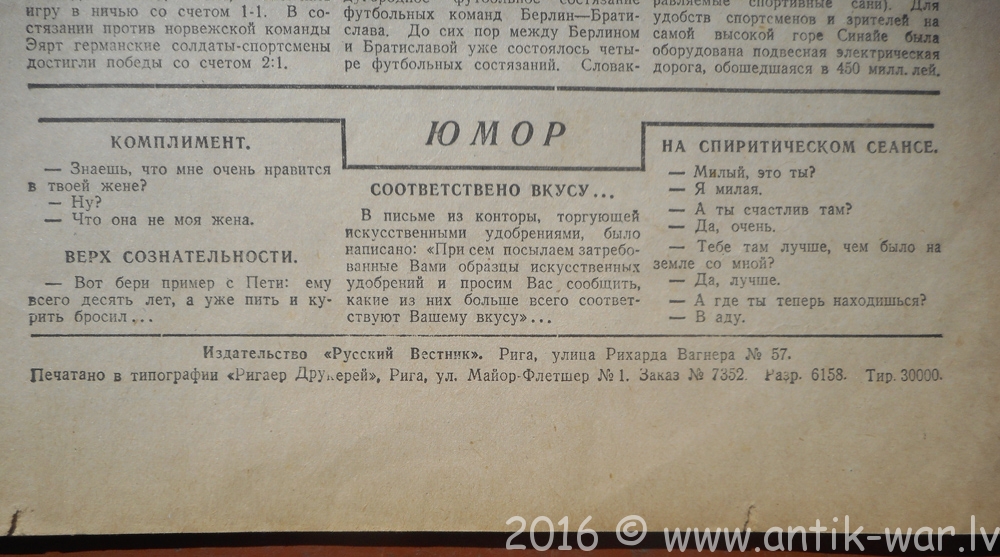 игру в ничью со счетом 1-1. В со-
стязании против норвежской команды
Эярт германские солдаты-спортсмены
достигли победы со счетом 2:1.
футбольных команд Берлин—Брати-
слава. До сих пор между Берлином
и Братиславой уже состоялось четы-
ре футбольных состязаний. Словак-
равляемые спортивные сани). Для
удобств спортсменов и зрителей на
самой высокой горе Синайе была
оборудована подвесная электрическая
дорога, обошедшаяся в 450 милл. лей.
ЮМОР
КОМПЛИМЕНТ.
— Знаешь, что мне очень нравится
в твоей жене?
— Ну?
— Что она не моя жена.
ВЕРХ СОЗНАТЕЛЬНОСТИ.
— Вот бери пример с Пети: ему
всего десять лет, а уже пить и ку-
рить бросил...
СООТВЕТСТВЕНО ВКУСУ...
В письме из конторы, торгующей
искусственными удобрениями, было
написано: «При сем посылаем затребо-
ванные Вами образцы искусственных
удобрений и просим Вас сообщить,
какие из них больше всего соответ-
ствуют Вашему вкусу»...
НА СПИРИТИЧЕСКОМ СЕАНСЕ.
— Милый, это ты?
— Я милая.
— А ты счастлив там?
— Да, очень.
— Тебе там лучше, чем было на
земле со мной?
— Да, лучше.
— А где ты теперь находишься?
— В аду.
Издательство «Русский Вестник». Рига, улица Рихарда Вагнера № 57.
Печатано в типографии «Ригаер Друкерей», Рига, ул. Майор-Флетшер № 1. Заказ № 7352. Разр. 6158. Тир. 30000.
2016 © www.antik-war.lv